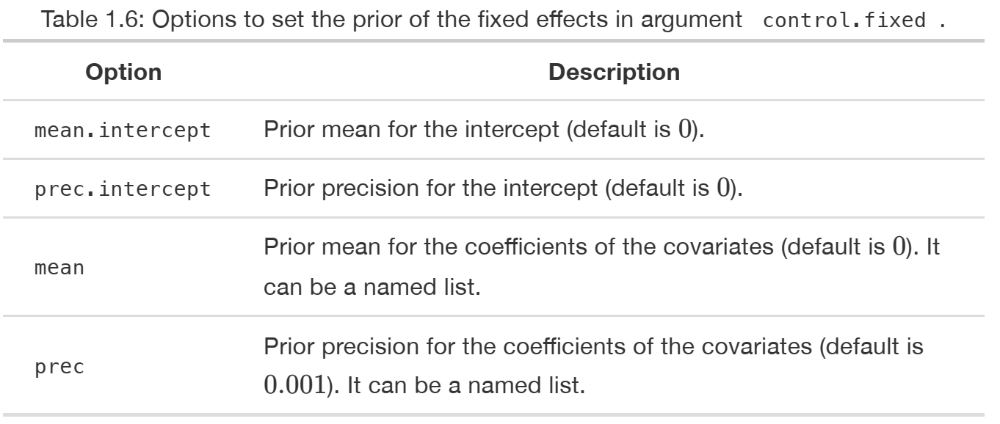 Table 1.6: Options to set the prior of the fixed effects in argument control.fixed .
Option Description
mean.intercept Prior mean for the intercept (default is 0).
prec.intercept Prior precision for the intercept (default is 0).
mean Prior mean for the coefficients of the covariates (default is 0). It
can be a named list.
prec Prior precision for the coefficients of the covariates (default is
0.001). It can be a named list.